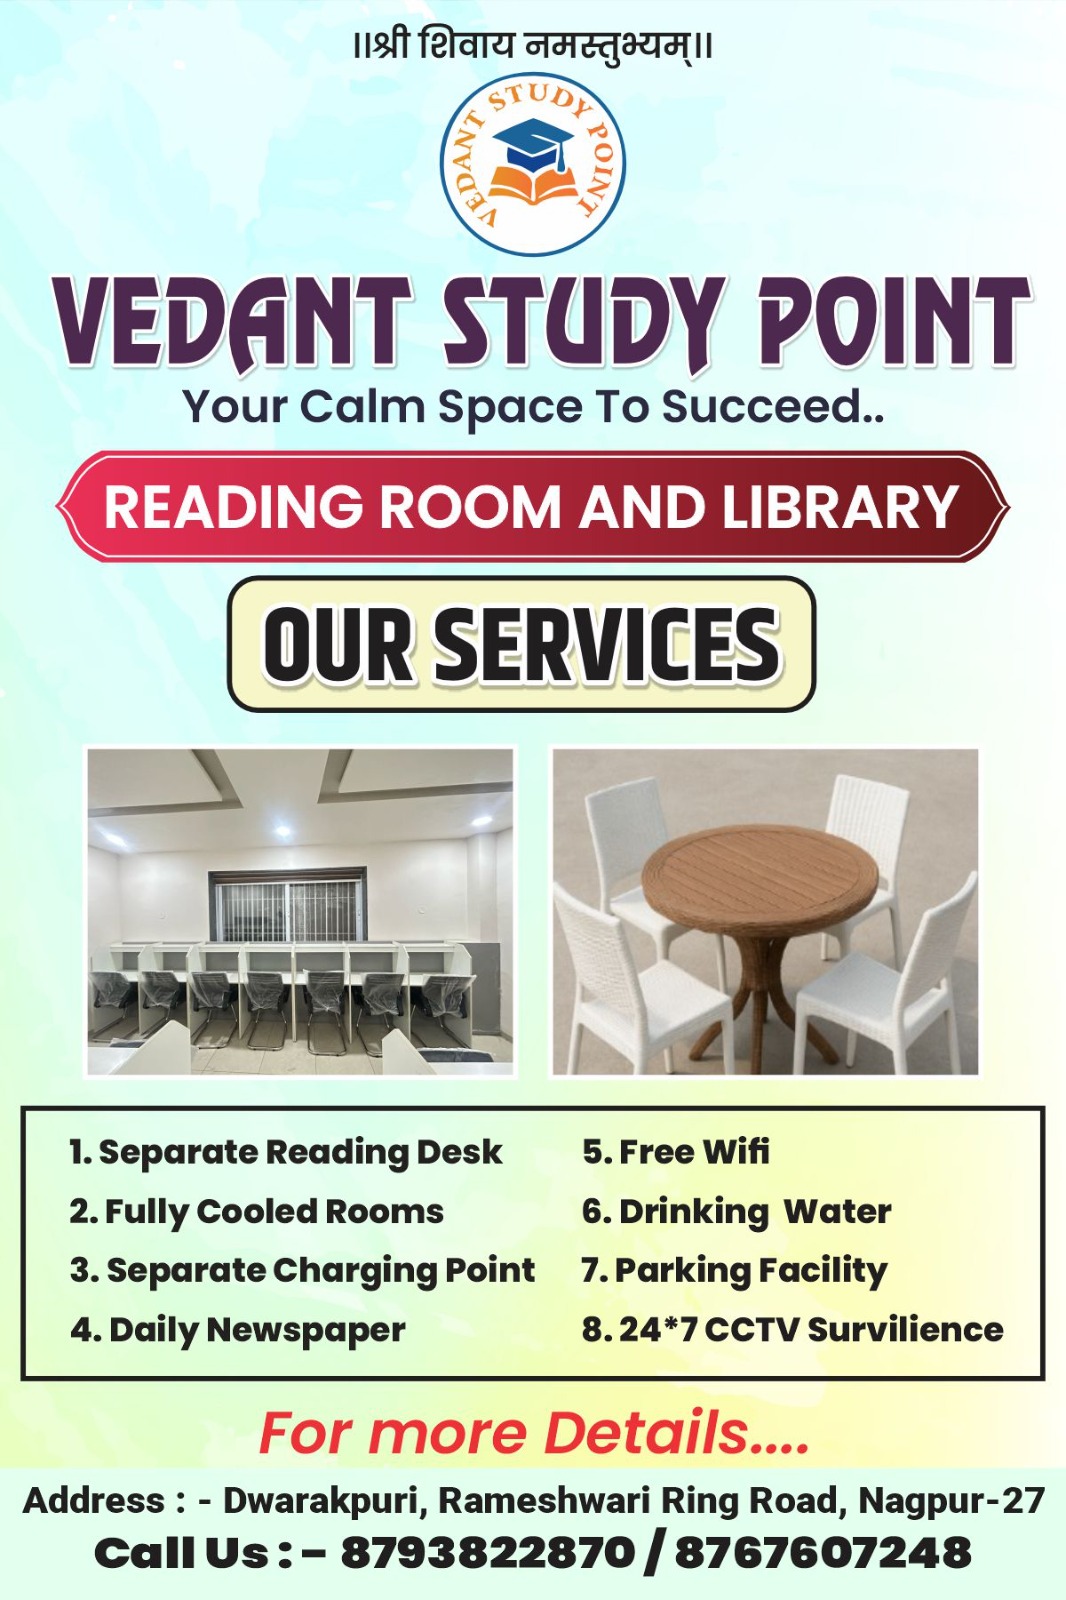 ।।श्री शिवाय नमस्तुभ्यम्।।
VEDANT STUDY POINT
VEDANT STUDY POINT
Your Calm Space To Succeed..
READING ROOM AND LIBRARY
OUR SERVICES
1. Separate Reading Desk
2. Fully Cooled Rooms
3. Separate Charging Point
4. Daily Newspaper
5. Free Wifi
6. Drinking Water
7. Parking Facility
8. 24*7 CCTV Survilience
For more Details....
Address : - Dwarakpuri, Rameshwari Ring Road, Nagpur-27
Call Us : - 8793822870 / 8767607248